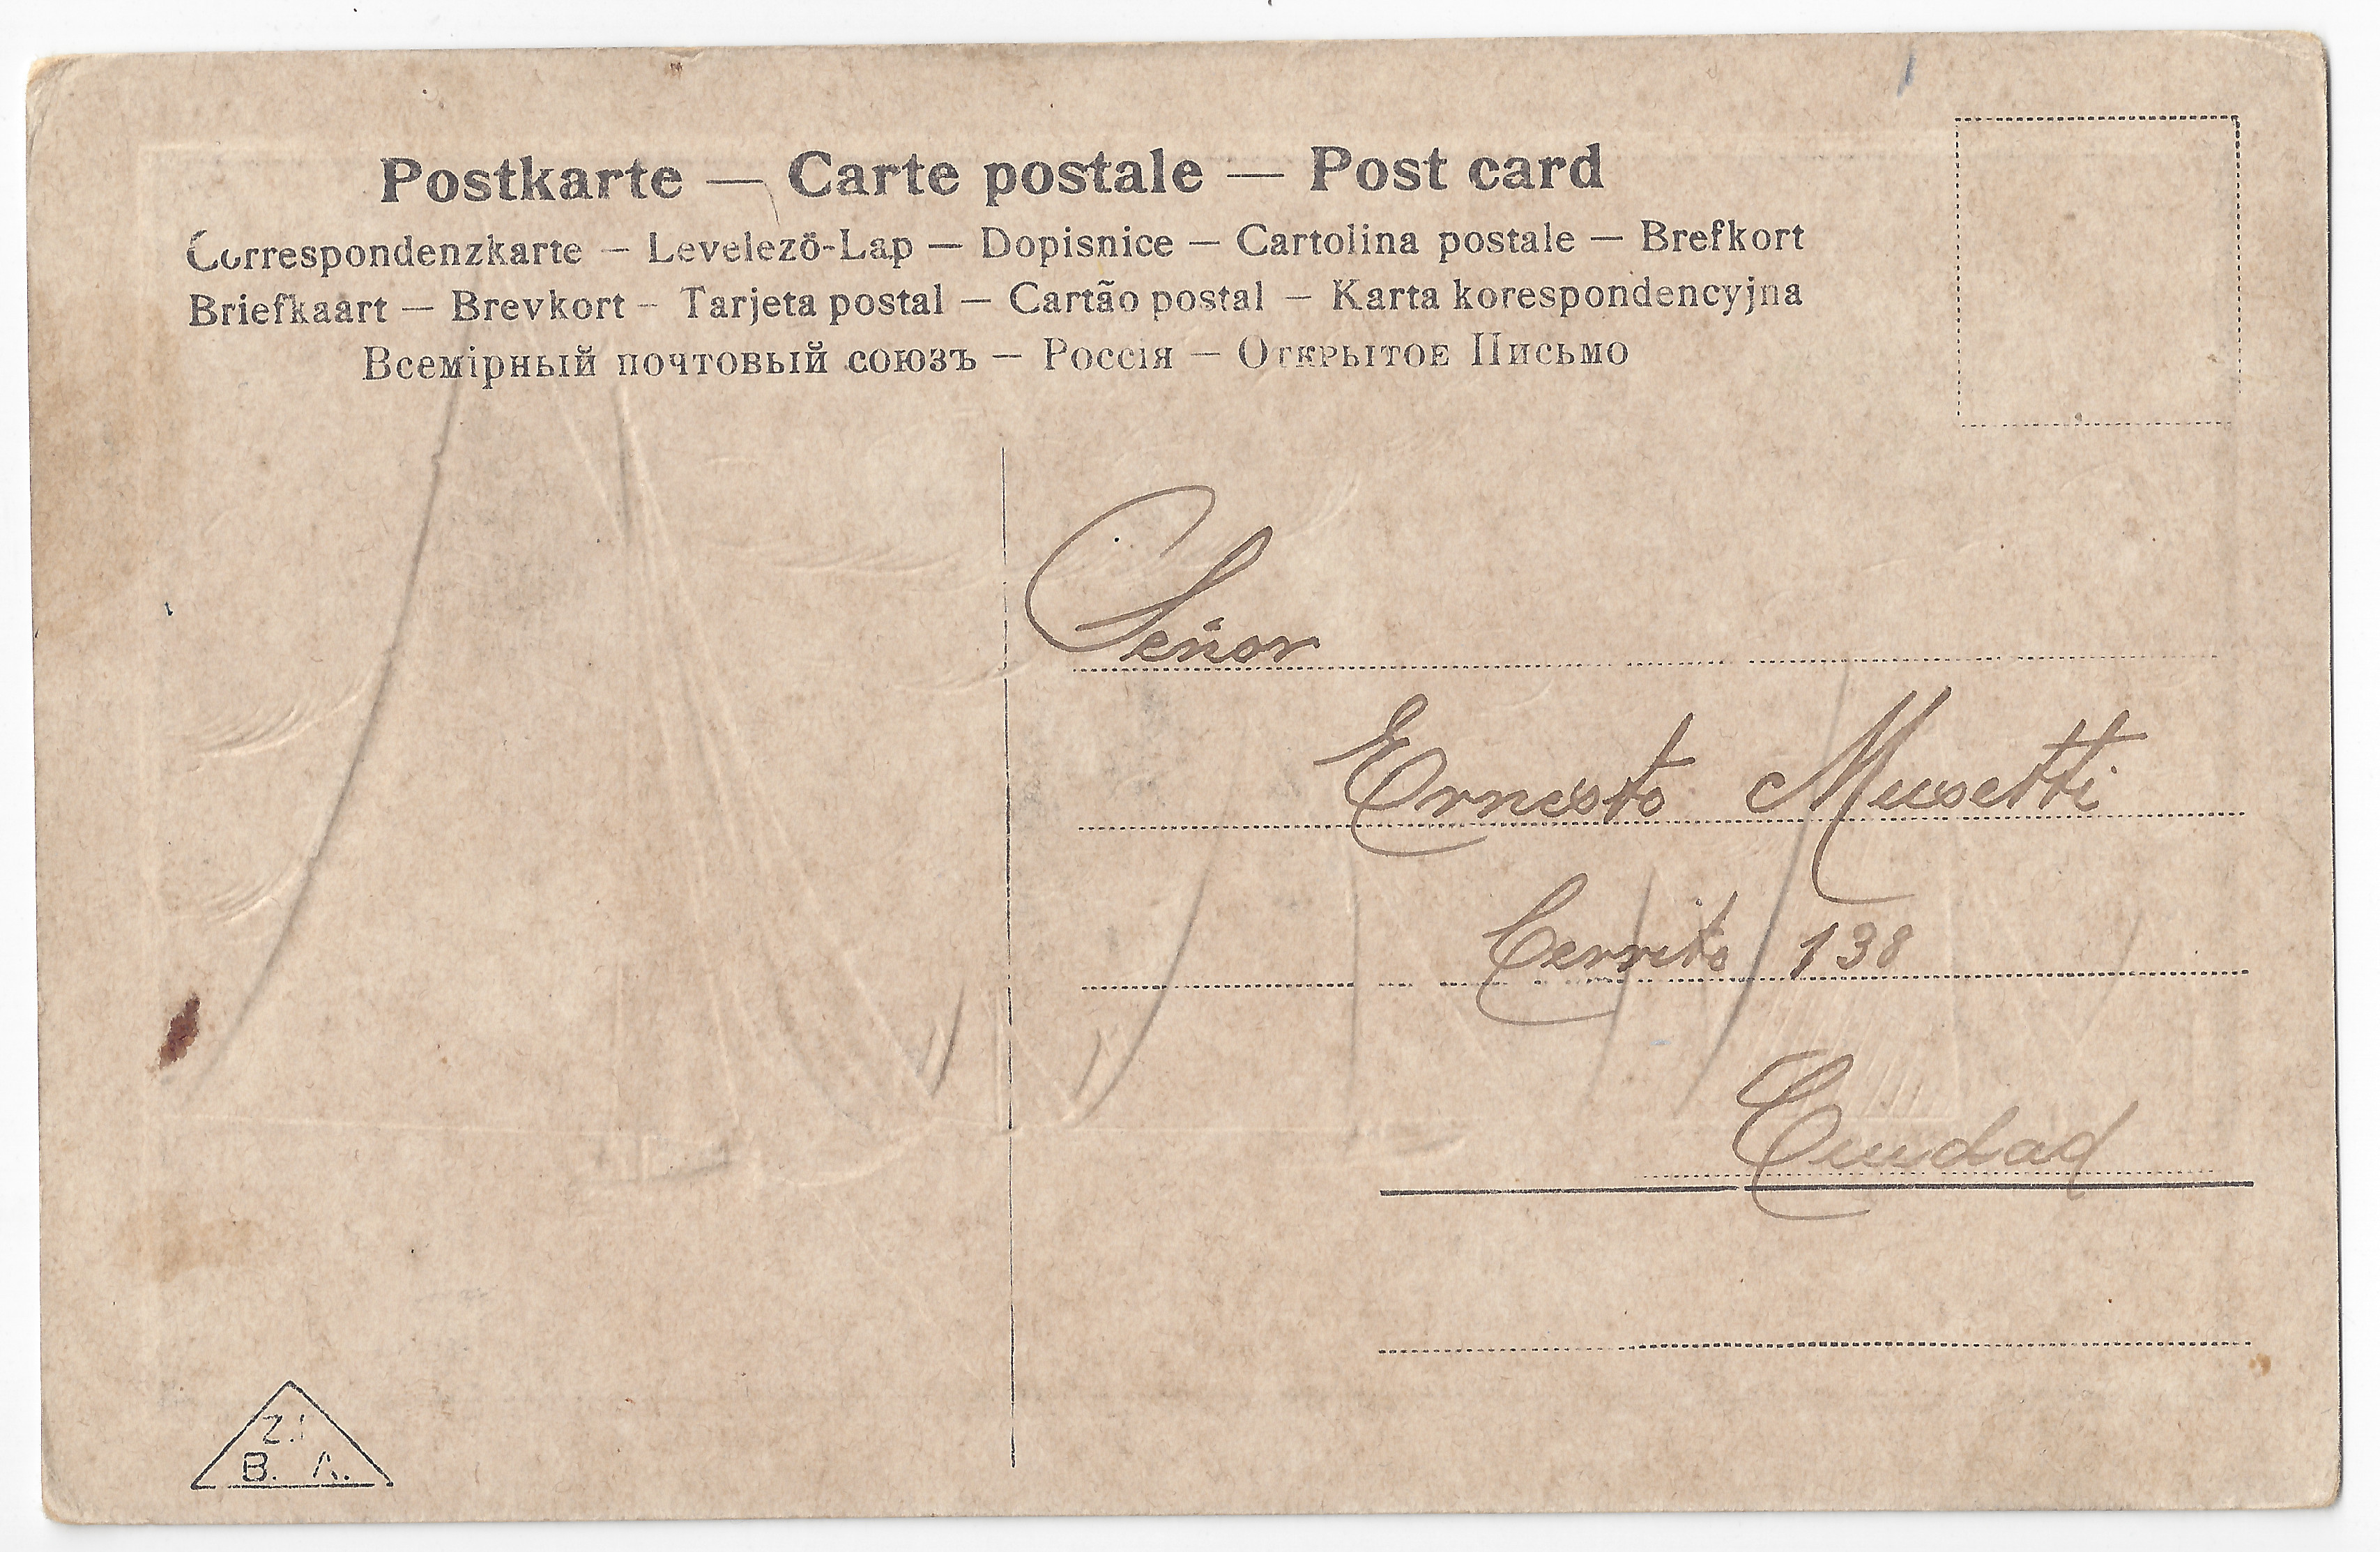 Postkarte — Carte postale — Post card
Correspondenzkarte — Levelező-Lap — Dopisnice — Cartolina postale — Brefkort
Briefkaart — Brevkort — Tarjeta postal — Cartão postal — Karta korespondencyjna
Всемірный почтовый союзъ — Россія — Открытое Письмо
Señor
Ernesto Musetti
Cerrito 138
Ciudad
B. A.